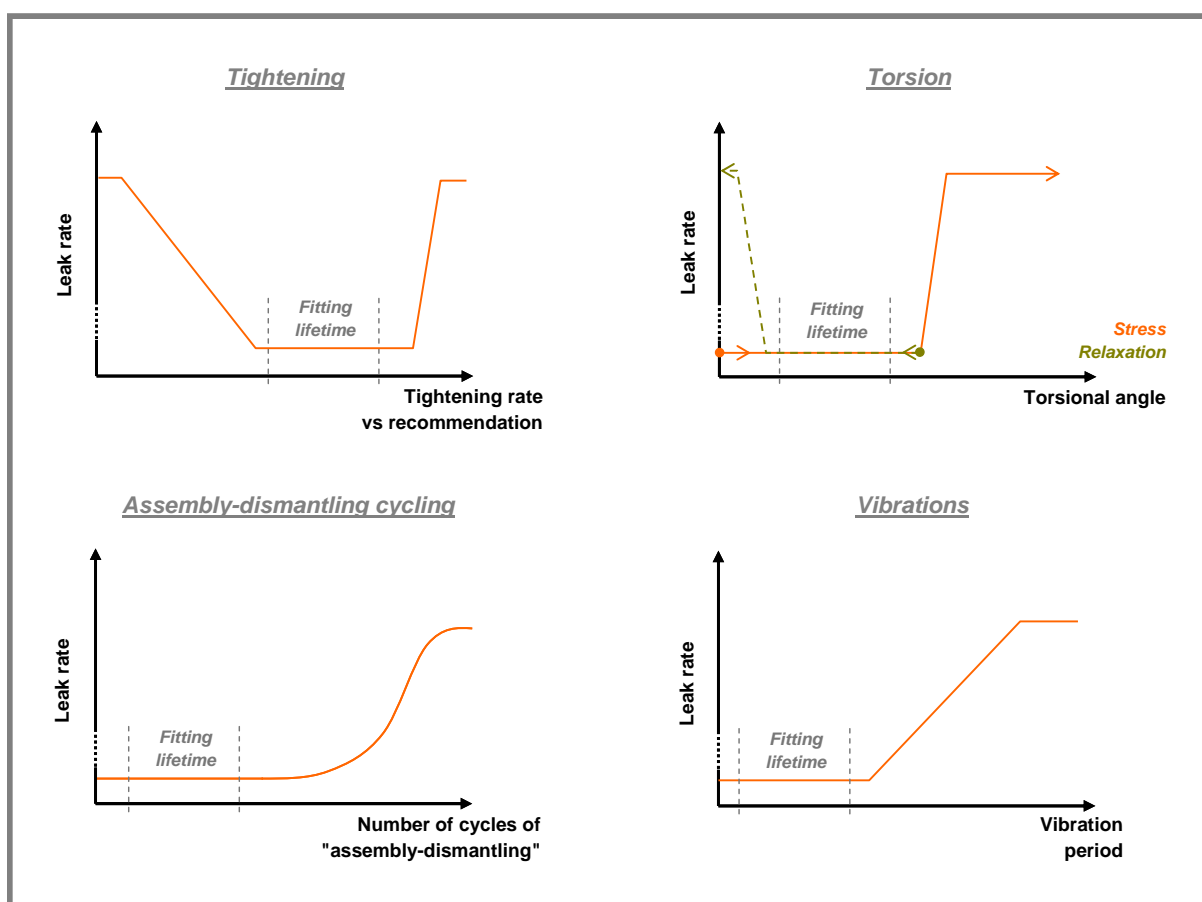 Tightening
Leak rate
Fitting
lifetime
Tightening rate
vs recommendation
Torsion
Leak rate
Fitting
lifetime
Stress
Relaxation
Torsional angle
Assembly-dismantling cycling
Leak rate
Fitting
lifetime
Number of cycles of
"assembly-dismantling"
Vibrations
Leak rate
Fitting
lifetime
Vibration
period